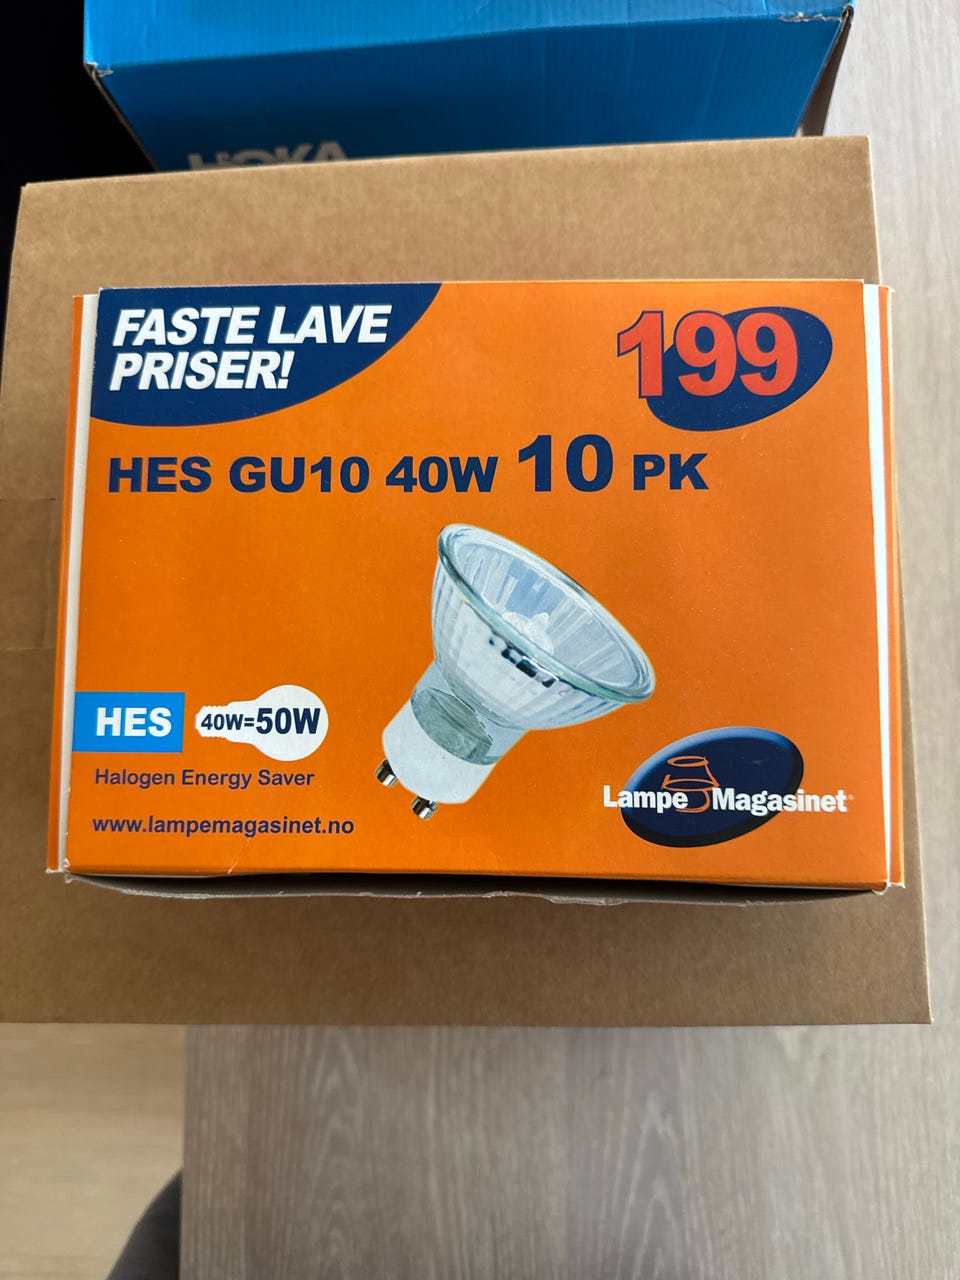 HOKA
FASTE LAVE
PRISER!
199
HES GU10 40W 10 PK
HES 40W=50W
Halogen Energy Saver
www.lampemagasinet.no
Lampe Magasinet